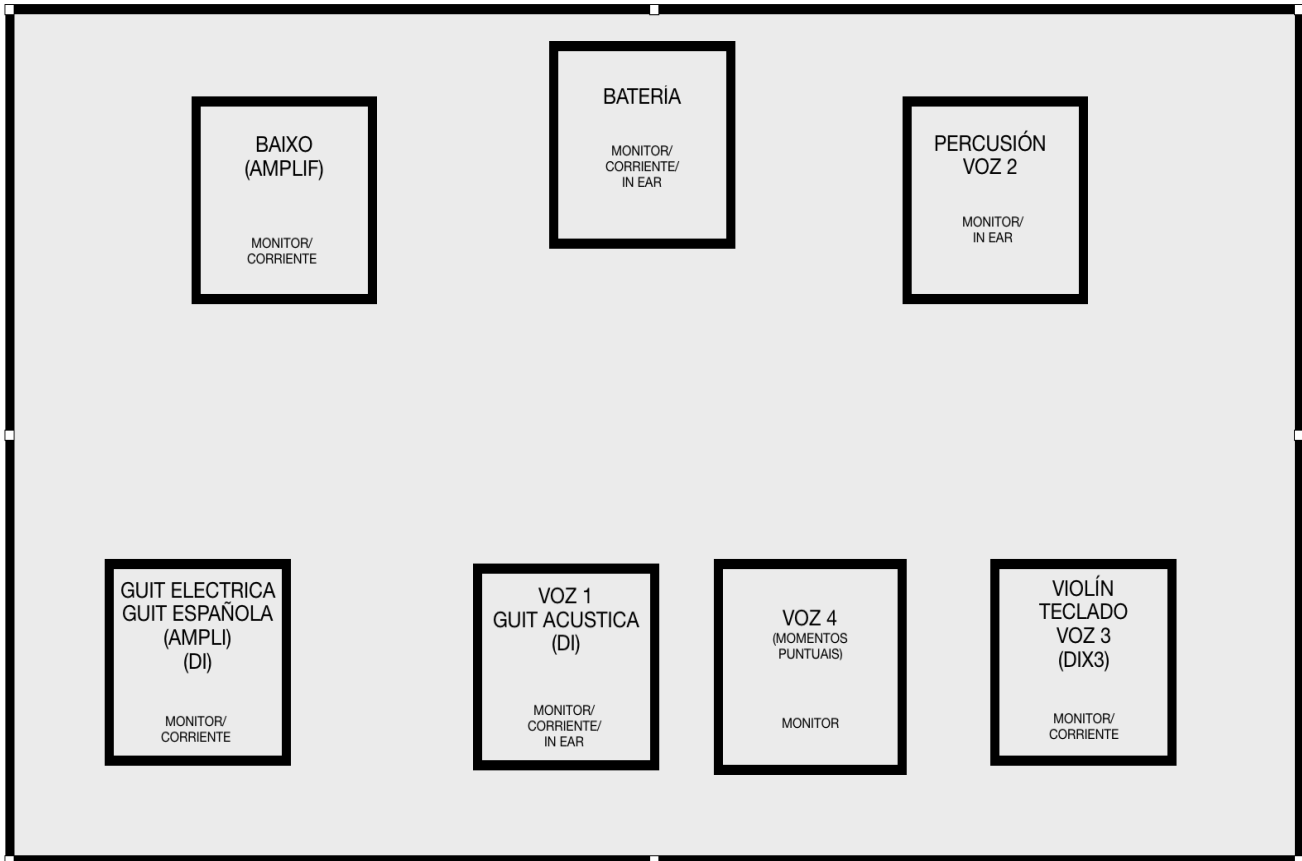 BATERÍA
MONITOR/
CORRIENTE/
IN EAR
BAIXO
(AMPLIF)
MONITOR/
CORRIENTE
PERCUSIÓN
VOZ 2
MONITOR/
IN EAR
GUIT ELECTRICA
GUIT ESPAÑOLA
(AMPLI)
(DI)
MONITOR/
CORRIENTE
VOZ 1
GUIT ACUSTICA
(DI)
MONITOR/
CORRIENTE/
IN EAR
VOZ 4
(MOMENTOS
PUNTUAIS)
MONITOR
VIOLÍN
TECLADO
VOZ 3
(DIX3)
MONITOR/
CORRIENTE